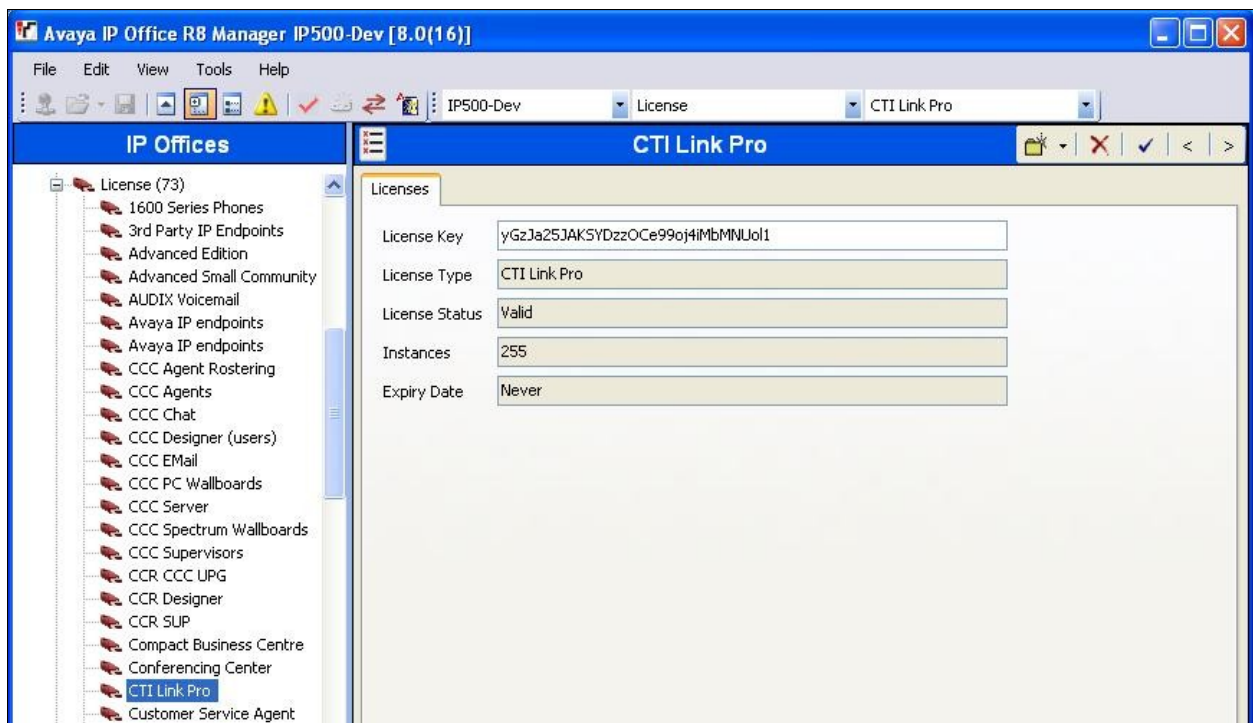 Avaya IP Office R8 Manager IP500-Dev [8.0(16)]
File Edit View Tools Help
IP500-Dev License CTI Link Pro
IP Offices
CTI Link Pro
License (73)
1600 Series Phones
3rd Party IP Endpoints
Advanced Edition
Advanced Small Community
AUDIX Voicemail
Avaya IP endpoints
Avaya IP endpoints
CCC Agent Rostering
CCC Agents
CCC Chat
CCC Designer (users)
CCC EMail
CCC PC Wallboards
CCC Server
CCC Spectrum Wallboards
CCC Supervisors
CCR CCC UPG
CCR Designer
CCR SUP
Compact Business Centre
Conferencing Center
CTI Link Pro
Customer Service Agent
Licenses
License Key yGzJa25JAKSYDzzOCe99oj4iMbMNUol1
License Type CTI Link Pro
License Status Valid
Instances 255
Expiry Date Never